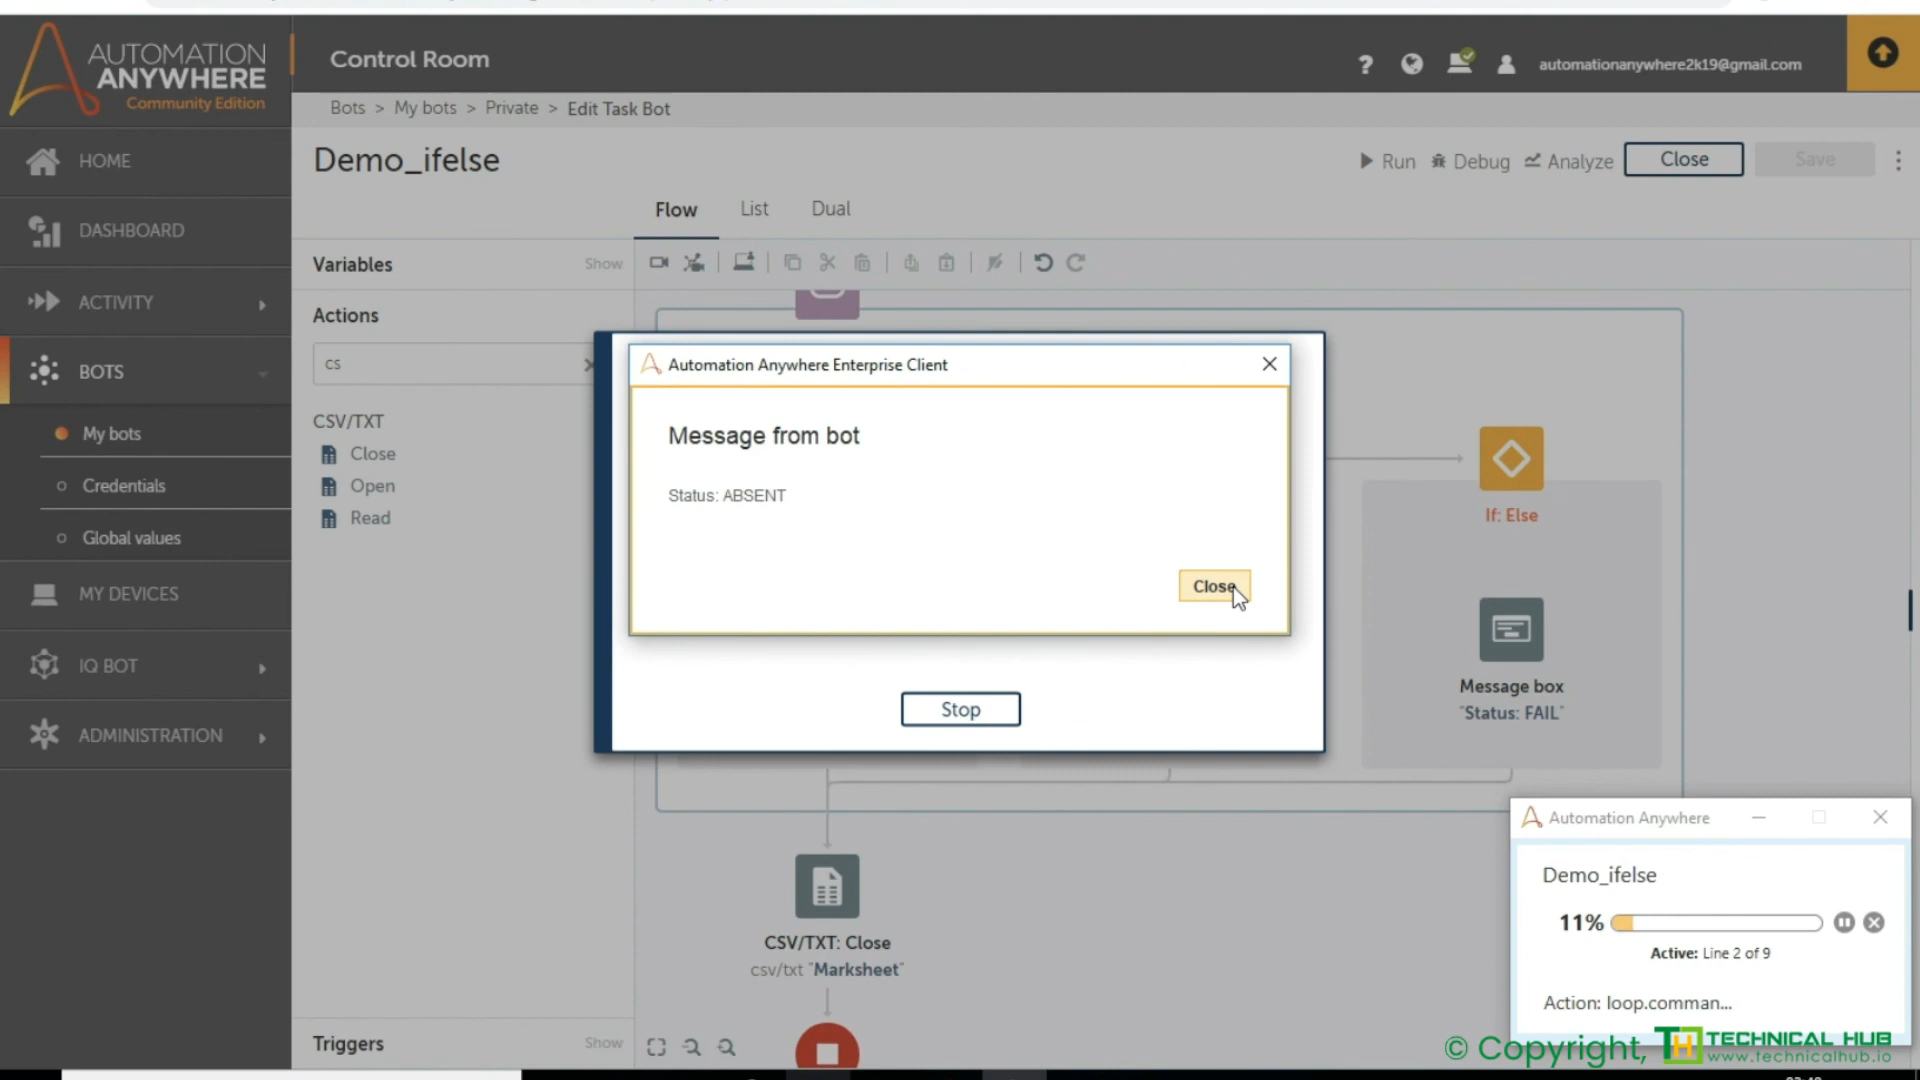 AUTOMATION
ANYWHERE
Community Edition
Control Room
automationanywhere2k19@gmail.com
Bots > My bots > Private > Edit Task Bot
HOME
DASHBOARD
ACTIVITY
BOTS
My bots
Credentials
Global values
MY DEVICES
IQ BOT
ADMINISTRATION
Demo_ifelse
Run
Debug
Analyze
Close
Save
Flow
List
Dual
Variables
Show
Actions
cs
CSV/TXT
Close
Open
Read
Triggers
Show
Automation Anywhere Enterprise Client
Message from bot
Status: ABSENT
Close
Stop
If: Else
Message box
"Status: FAIL"
CSV/TXT: Close
csv/txt "Marksheet"
Automation Anywhere
Demo_ifelse
11%
Active: Line 2 of 9
Action: loop.comman...
© Copyright,
TH
TECHNICAL HUB
www.technicalhub.io